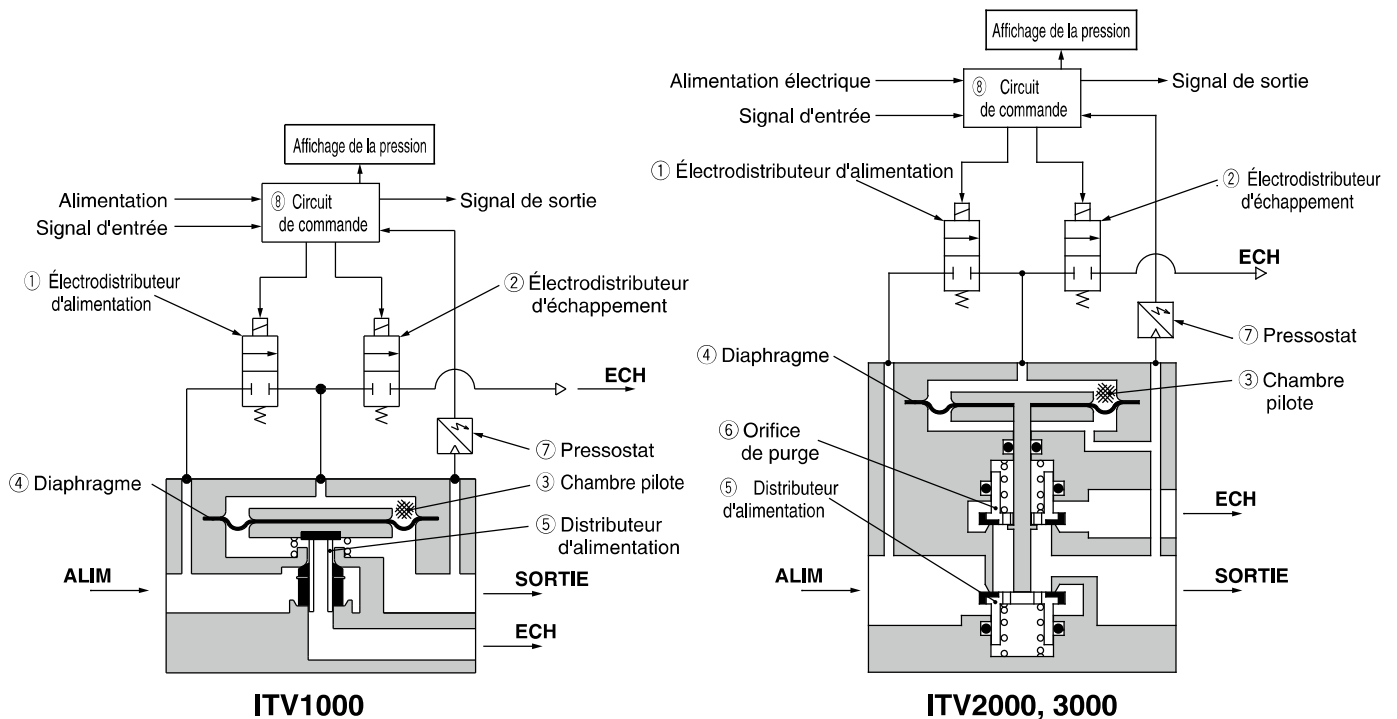 Affichage de la pression
Alimentation
Signal d'entrée
⑧ Circuit
de commande
Signal de sortie
① Électrodistributeur
d'alimentation
② Électrodistributeur
d'échappement
ECH
⑦ Pressostat
④ Diaphragme
③ Chambre pilote
⑤ Distributeur
d'alimentation
ALIM
SORTIE
ECH
ITV1000
Affichage de la pression
Alimentation électrique
Signal d'entrée
⑧ Circuit
de commande
Signal de sortie
① Électrodistributeur d'alimentation
② Électrodistributeur
d'échappement
ECH
⑦ Pressostat
④ Diaphragme
③ Chambre
pilote
⑥ Orifice
de purge
⑤ Distributeur
d'alimentation
ECH
ALIM
SORTIE
ITV2000, 3000